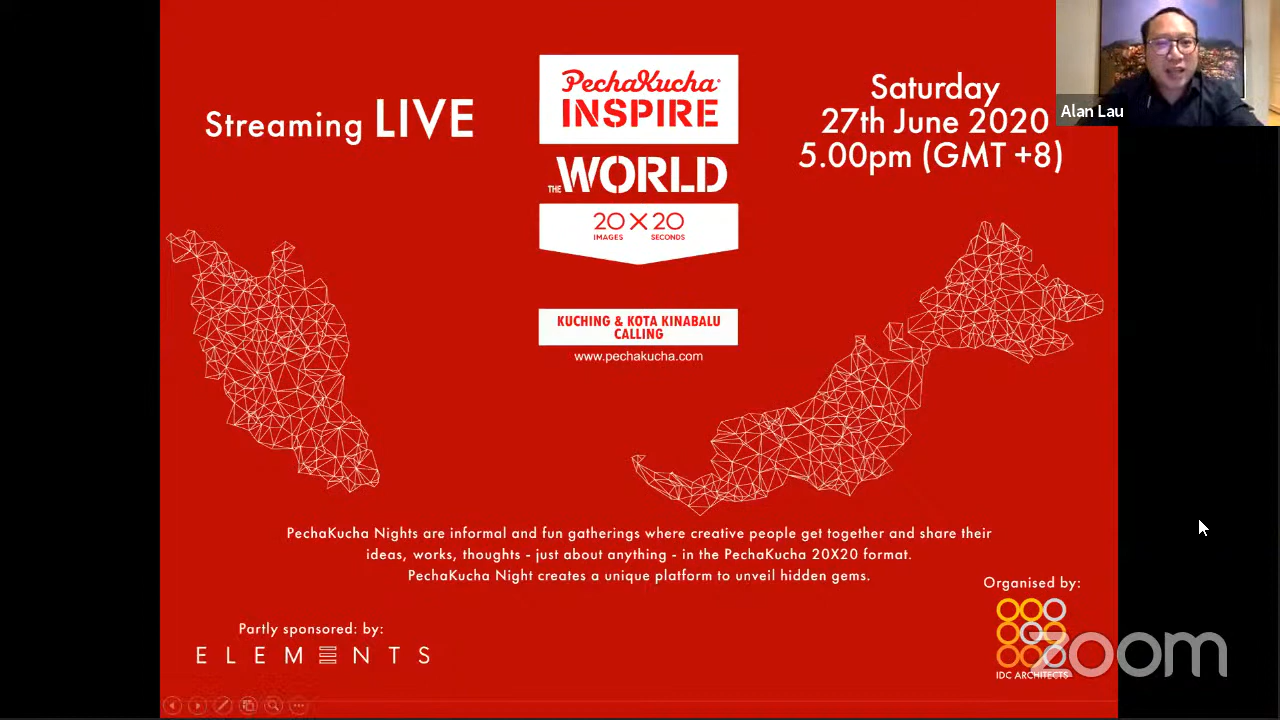 Streaming LIVE
PechaKucha
INSPIRE
THE WORLD
20 X 20
IMAGES SECONDS
Saturday
27th June 2020
5.00pm (GMT +8)
Alan Lau
KUCHING & KOTA KINABALU
CALLING
www.pechakucha.com
PechaKucha Nights are informal and fun gatherings where creative people get together and share their
ideas, works, thoughts - just about anything - in the PechaKucha 20X20 format.
PechaKucha Night creates a unique platform to unveil hidden gems.
Partly sponsored: by:
ELEMENTS
Organised by:
IDC ARCHITECTS
zoom